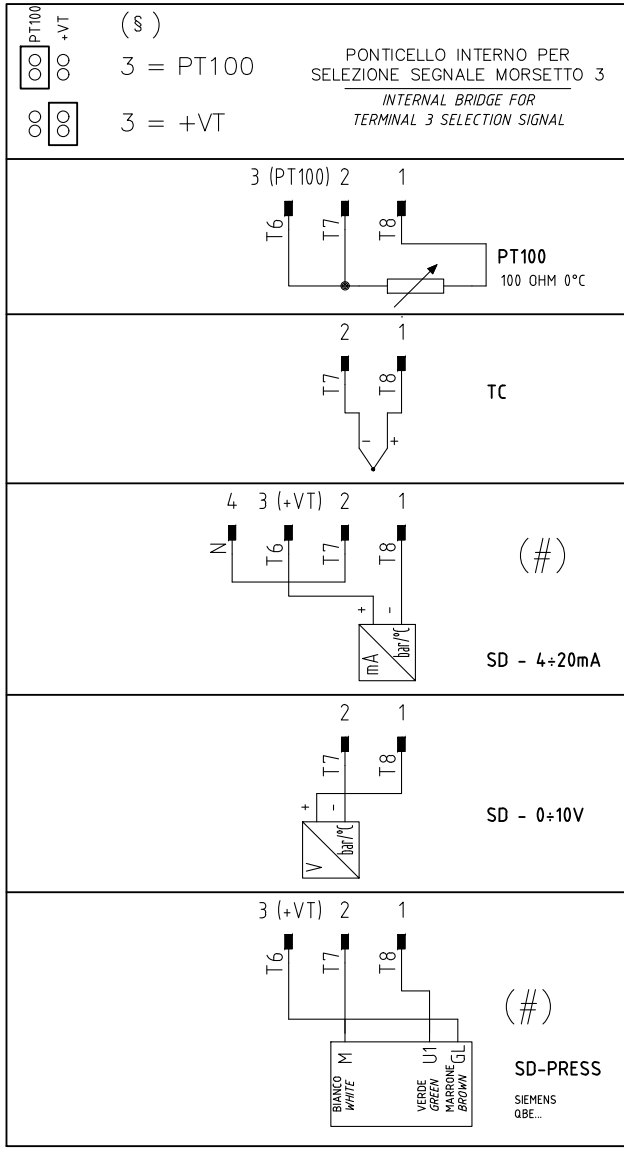 PT100
+VT
(§)
3 = PT100
3 = +VT
PONTICELLO INTERNO PER
SELEZIONE SEGNALE MORSETTO 3
INTERNAL BRIDGE FOR
TERMINAL 3 SELECTION SIGNAL
3 (PT100) 2 1
T6 T7 T8
PT100
100 OHM 0°C
2 1
T7 T8
TC
- +
4 3 (+VT) 2 1
N T6 T7 T8
(#)
+ -
mA bar/°C
SD - 4÷20mA
2 1
T7 T8
+ -
V bar/°C
SD - 0÷10V
3 (+VT) 2 1
T6 T7 T8
(#)
M U1 GL
BIANCO
WHITE
VERDE
GREEN
MARRONE
BROWN
SD-PRESS
SIEMENS
QBE...